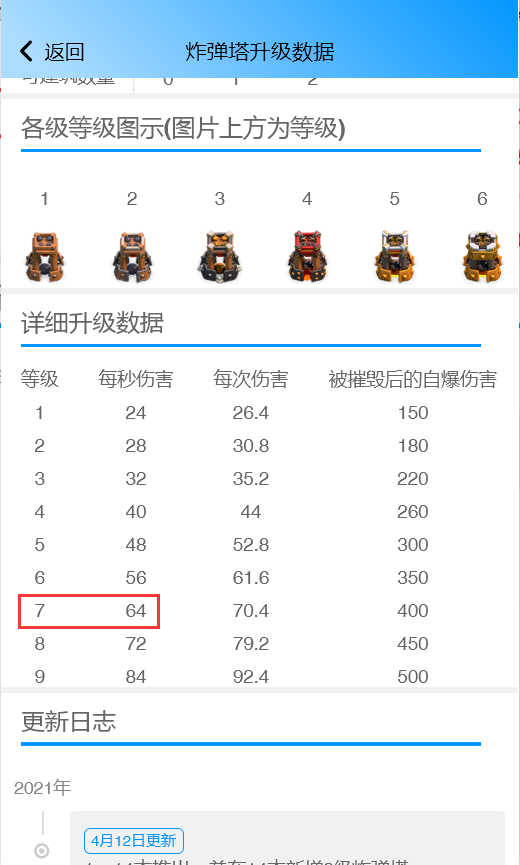 返回 炸弹塔升级数据
可建筑数量 0 1 2
各级等级图示(图片上方为等级)
1 2 3 4 5 6
详细升级数据
等级 每秒伤害 每次伤害 被摧毁后的自爆伤害
1 24 26.4 150
2 28 30.8 180
3 32 35.2 220
4 40 44 260
5 48 52.8 300
6 56 61.6 350
7 64 70.4 400
8 72 79.2 450
9 84 92.4 500
更新日志
2021年
4月12日更新